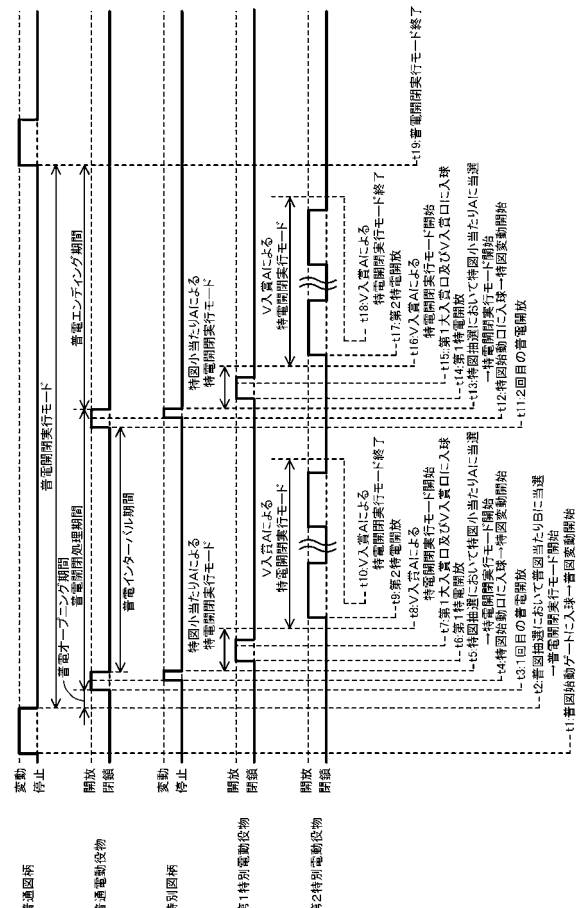 普通図柄
変動
停止
普電開閉実行モード
普電オープニング期間
普電開閉処理期間
普電エンディング期間
普通電動役物
開放
閉鎖
普電インターバル期間
特別図柄
変動
停止
特図小当たりAによる
特電開閉実行モード
特図小当たりAによる
特電開閉実行モード
第1特別電動役物
開放
閉鎖
V入賞Aによる
特電開閉実行モード
V入賞Aによる
特電開閉実行モード
第2特別電動役物
開放
閉鎖
t1:普図始動ゲートに入球→普図変動開始
t2:普図抽選において普図当たりBに当選
→普電開閉実行モード開始
t3:1回目の普電開放
t4:特図始動口に入球→特図変動開始
t5:特図抽選において特図小当たりAに当選
→特電開閉実行モード開始
t6:第1特電開放
t7:第1大入賞口及びV入賞口に入球
t8:V入賞Aによる
特電開閉実行モード開始
t9:第2特電開放
t10:V入賞Aによる
特電開閉実行モード終了
t11:2回目の普電開放
t12:特図始動口に入球→特図変動開始
t13:特図抽選において特図小当たりAに当選
→特電開閉実行モード開始
t14:第1特電開放
t15:第1大入賞口及びV入賞口に入球
t16:V入賞Aによる
特電開閉実行モード開始
t17:第2特電開放
t18:V入賞Aによる
特電開閉実行モード終了
t19:普電開閉実行モード終了